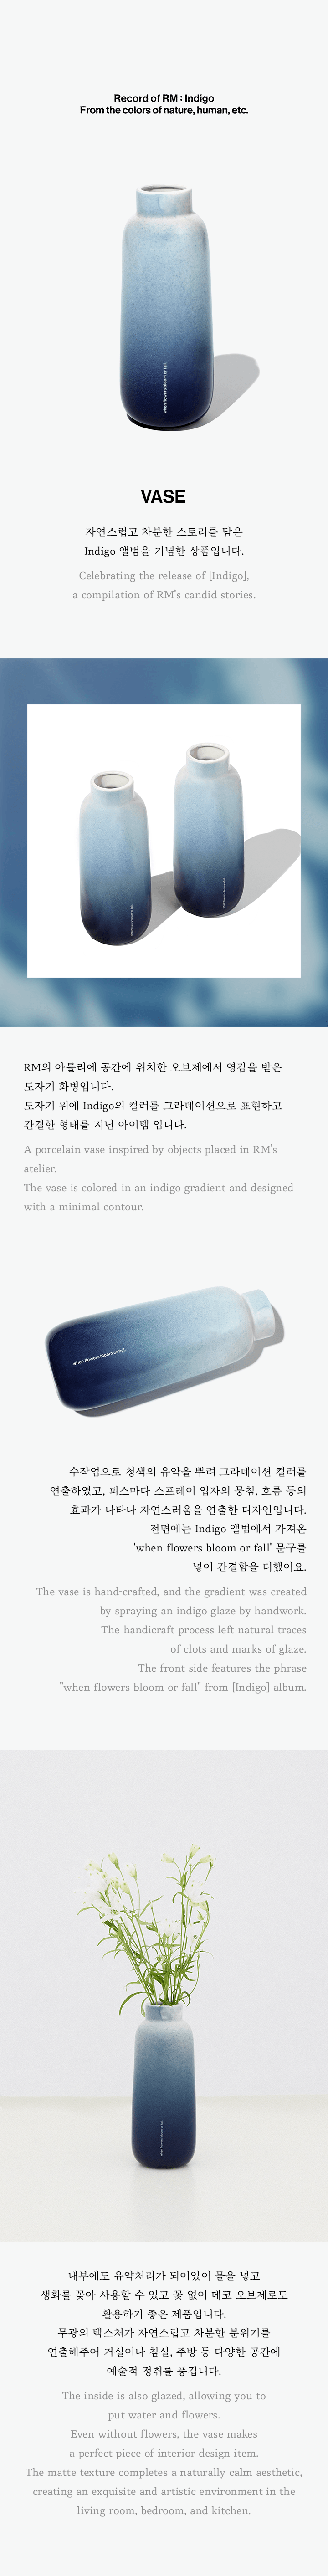 Record of RM : Indigo
From the colors of nature, human, etc.
when flowers bloom or fall
VASE
자연스럽고 차분한 스토리를 담은
Indigo 앨범을 기념한 상품입니다.
Celebrating the release of [Indigo],
a compilation of RM's candid stories.
RM의 아틀리에 공간에 위치한 오브제에서 영감을 받은
도자기 화병입니다.
도자기 위에 Indigo의 컬러를 그라데이션으로 표현하고
간결한 형태를 지닌 아이템 입니다.
A porcelain vase inspired by objects placed in RM's
atelier.
The vase is colored in an indigo gradient and designed
with a minimal contour.
when flowers bloom or fall
수작업으로 청색의 유약을 뿌려 그라데이션 컬러를
연출하였고, 피스마다 스프레이 입자의 뭉침, 흐름 등의
효과가 나타나 자연스러움을 연출한 디자인입니다.
전면에는 Indigo 앨범에서 가져온
'when flowers bloom or fall' 문구를
넣어 간결함을 더했어요.
The vase is hand-crafted, and the gradient was created
by spraying an indigo glaze by handwork.
The handicraft process left natural traces
of clots and marks of glaze.
The front side features the phrase
"when flowers bloom or fall" from [Indigo] album.
내부에도 유약처리가 되어있어 물을 넣고
생화를 꽂아 사용할 수 있고 꽃 없이 데코 오브제로도
활용하기 좋은 제품입니다.
무광의 텍스처가 자연스럽고 차분한 분위기를
연출해주어 거실이나 침실, 주방 등 다양한 공간에
예술적 정취를 풍깁니다.
The inside is also glazed, allowing you to
put water and flowers.
Even without flowers, the vase makes
a perfect piece of interior design item.
The matte texture completes a naturally calm aesthetic,
creating an exquisite and artistic environment in the
living room, bedroom, and kitchen.